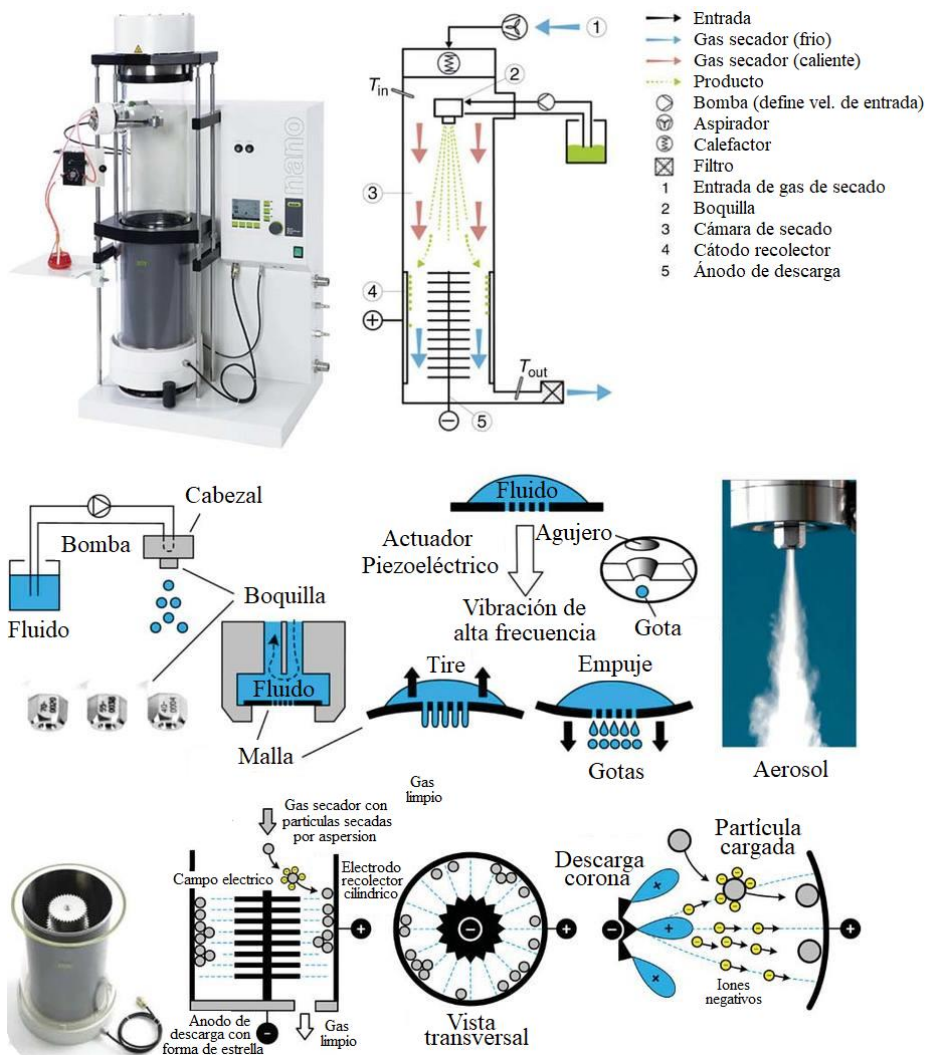 nano
1
T in
2
3
4
+
T out
5
−
Entrada
Gas secador (frio)
Gas secador (caliente)
Producto
Bomba (define vel. de entrada)
Aspirador
Calefactor
Filtro
1 Entrada de gas de secado
2 Boquilla
3 Cámara de secado
4 Cátodo recolector
5 Ánodo de descarga
Cabezal
Bomba
Fluido
Boquilla
Fluido
Malla
Fluido
Actuador
Piezoeléctrico
Agujero
Gota
Vibración de
alta frecuencia
Tire
Empuje
Gotas
Aerosol
Gas
limpio
Gas secador con
particulas secadas
por aspersion
Campo electrico
Electrodo
recolector
cilíndrico
+
Anodo de
descarga con
forma de estrella
−
Gas
limpio
−
+
Vista
transversal
Descarga
corona
Partícula
cargada
−
+
+
+
+
Iones
negativos